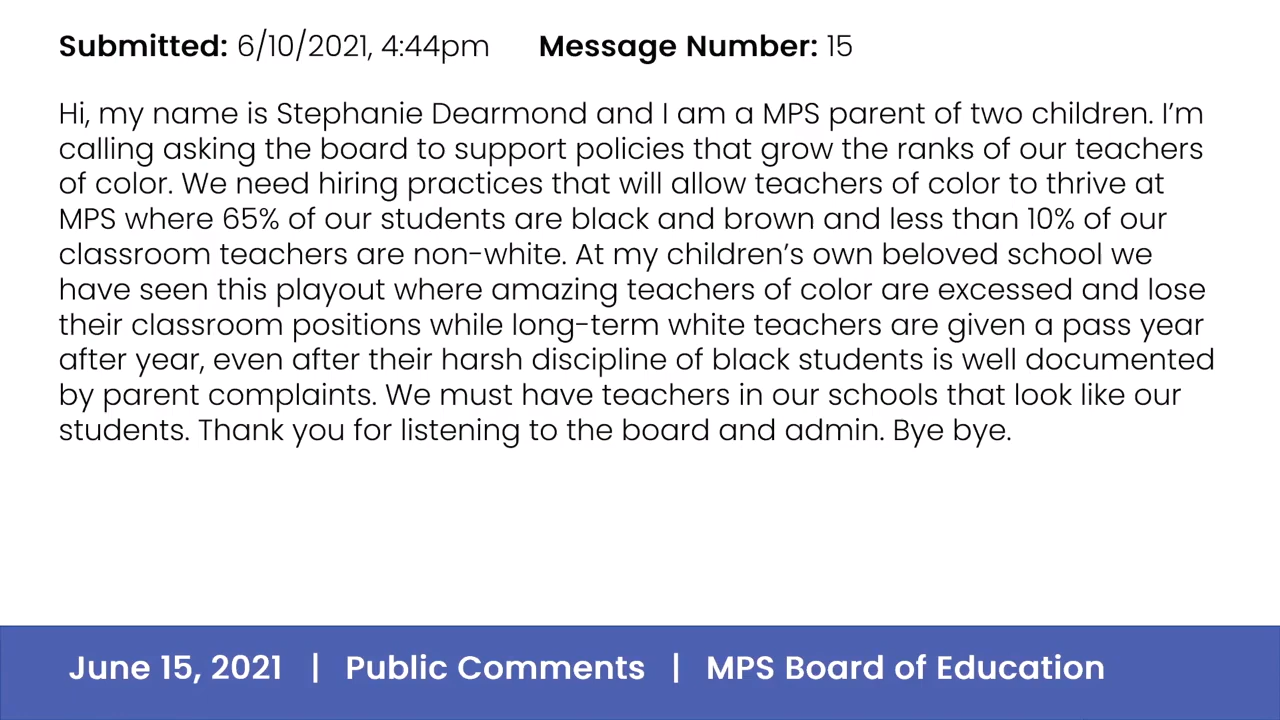 Submitted: 6/10/2021, 4:44pm Message Number: 15
Hi, my name is Stephanie Dearmond and I am a MPS parent of two children. I’m
calling asking the board to support policies that grow the ranks of our teachers
of color. We need hiring practices that will allow teachers of color to thrive at
MPS where 65% of our students are black and brown and less than 10% of our
classroom teachers are non-white. At my children’s own beloved school we
have seen this playout where amazing teachers of color are excessed and lose
their classroom positions while long-term white teachers are given a pass year
after year, even after their harsh discipline of black students is well documented
by parent complaints. We must have teachers in our schools that look like our
students. Thank you for listening to the board and admin. Bye bye.
June 15, 2021 | Public Comments | MPS Board of Education